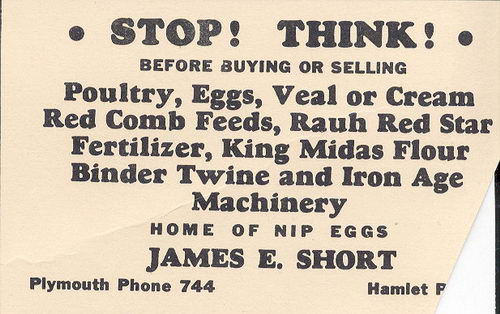 • STOP! THINK! •
BEFORE BUYING OR SELLING
Poultry, Eggs, Veal or Cream
Red Comb Feeds, Rauh Red Star
Fertilizer, King Midas Flour
Binder Twine and Iron Age
Machinery
HOME OF NIP EGGS
JAMES E. SHORT
Plymouth Phone 744 Hamlet